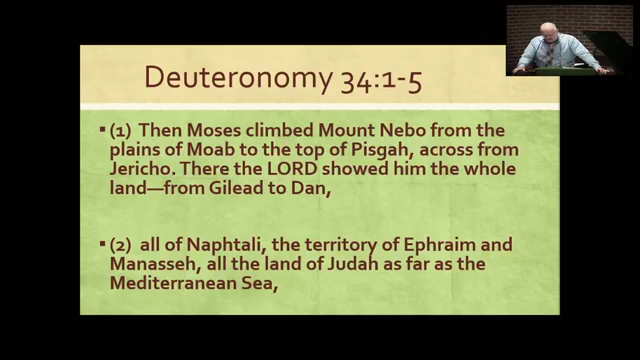 Deuteronomy 34:1-5
▪ (1) Then Moses climbed Mount Nebo from the
plains of Moab to the top of Pisgah, across from
Jericho. There the LORD showed him the whole
land—from Gilead to Dan,
▪ (2) all of Naphtali, the territory of Ephraim and
Manasseh, all the land of Judah as far as the
Mediterranean Sea,